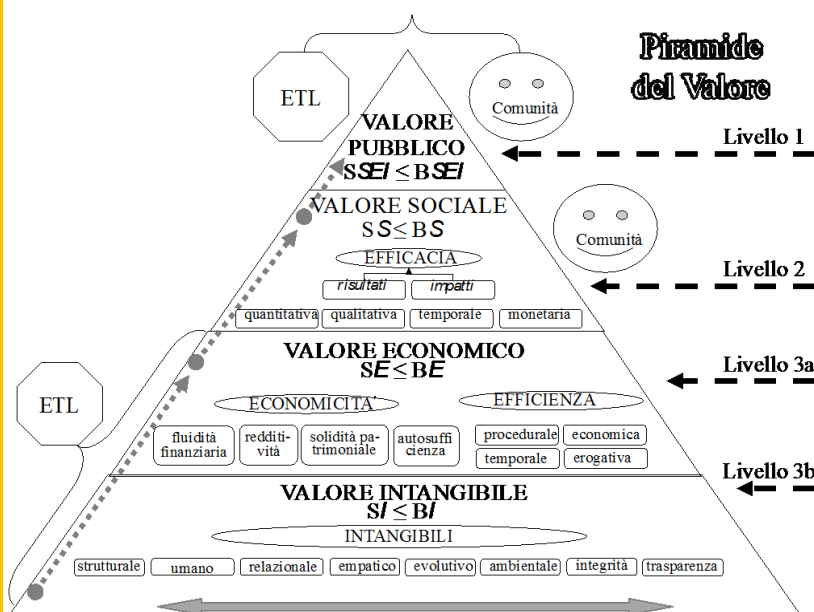 Piramide
del Valore
ETL
Comunità
VALORE
PUBBLICO
SSEI ≤ BSEI
Livello 1
VALORE SOCIALE
SS ≤ BS
Comunità
EFFICACIA
Livello 2
risultati impatti
quantitativa qualitativa temporale monetaria
VALORE ECONOMICO
SE ≤ BE
Livello 3a
ETL
ECONOMICITA' EFFICIENZA
fluidità
finanziaria
redditi-
vità
solidità pa-
trimoniale
autosuffi
cienza
procedurale economica
temporale erogativa
Livello 3b
VALORE INTANGIBILE
SI ≤ BI
INTANGIBILI
strutturale umano relazionale empatico evolutivo ambientale integrità trasparenza